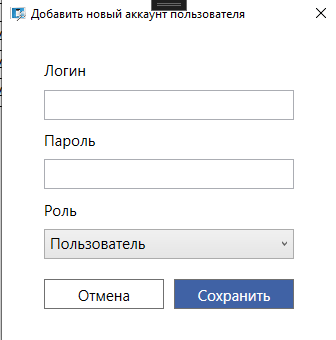 Добавить новый аккаунт пользователя
Логин
Пароль
Роль
Пользователь
Отмена
Сохранить